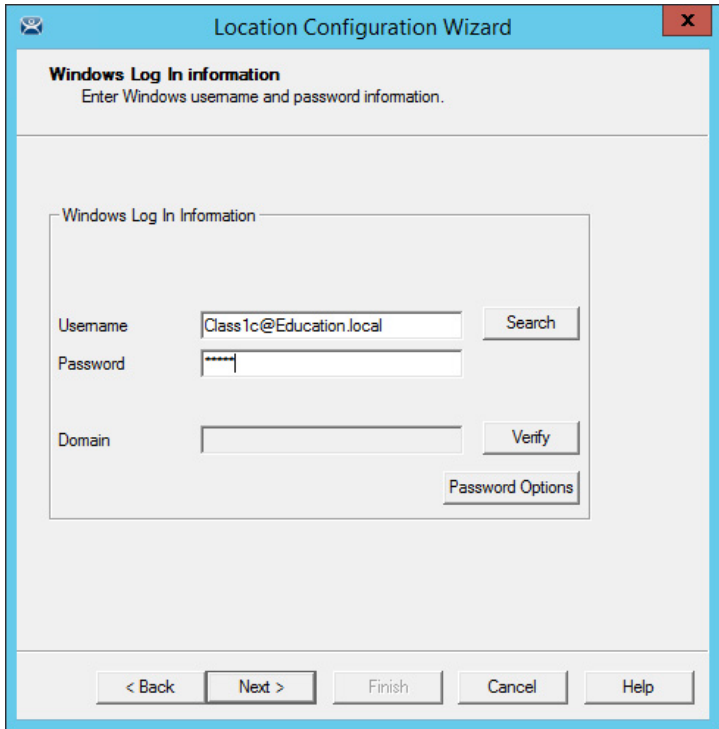 Location Configuration Wizard
x
Windows Log In information
Enter Windows username and password information.
Windows Log In Information
Username
Class1c@Education.local
Search
Password
*****
Domain
Verify
Password Options
< Back
Next >
Finish
Cancel
Help